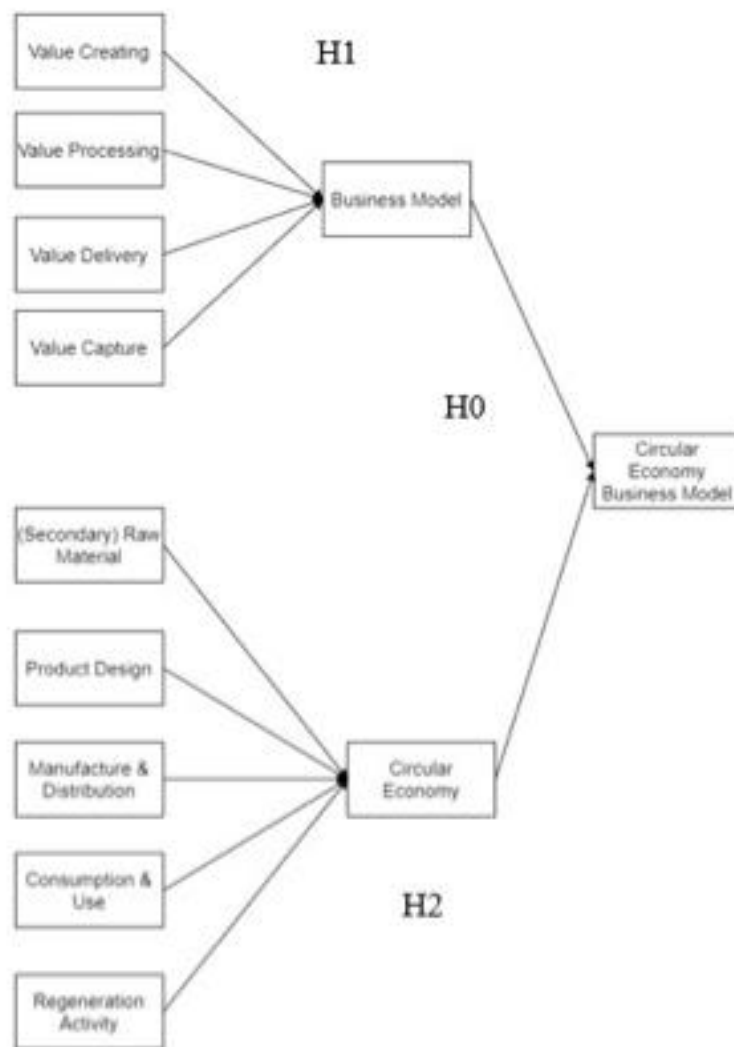 Value Creating
H1
Value Processing
Business Model
Value Delivery
Value Capture
H0
Circular
Economy
Business Model
(Secondary) Raw
Material
Product Design
Manufacture &
Distribution
Circular
Economy
Consumption &
Use
H2
Regeneration
Activity